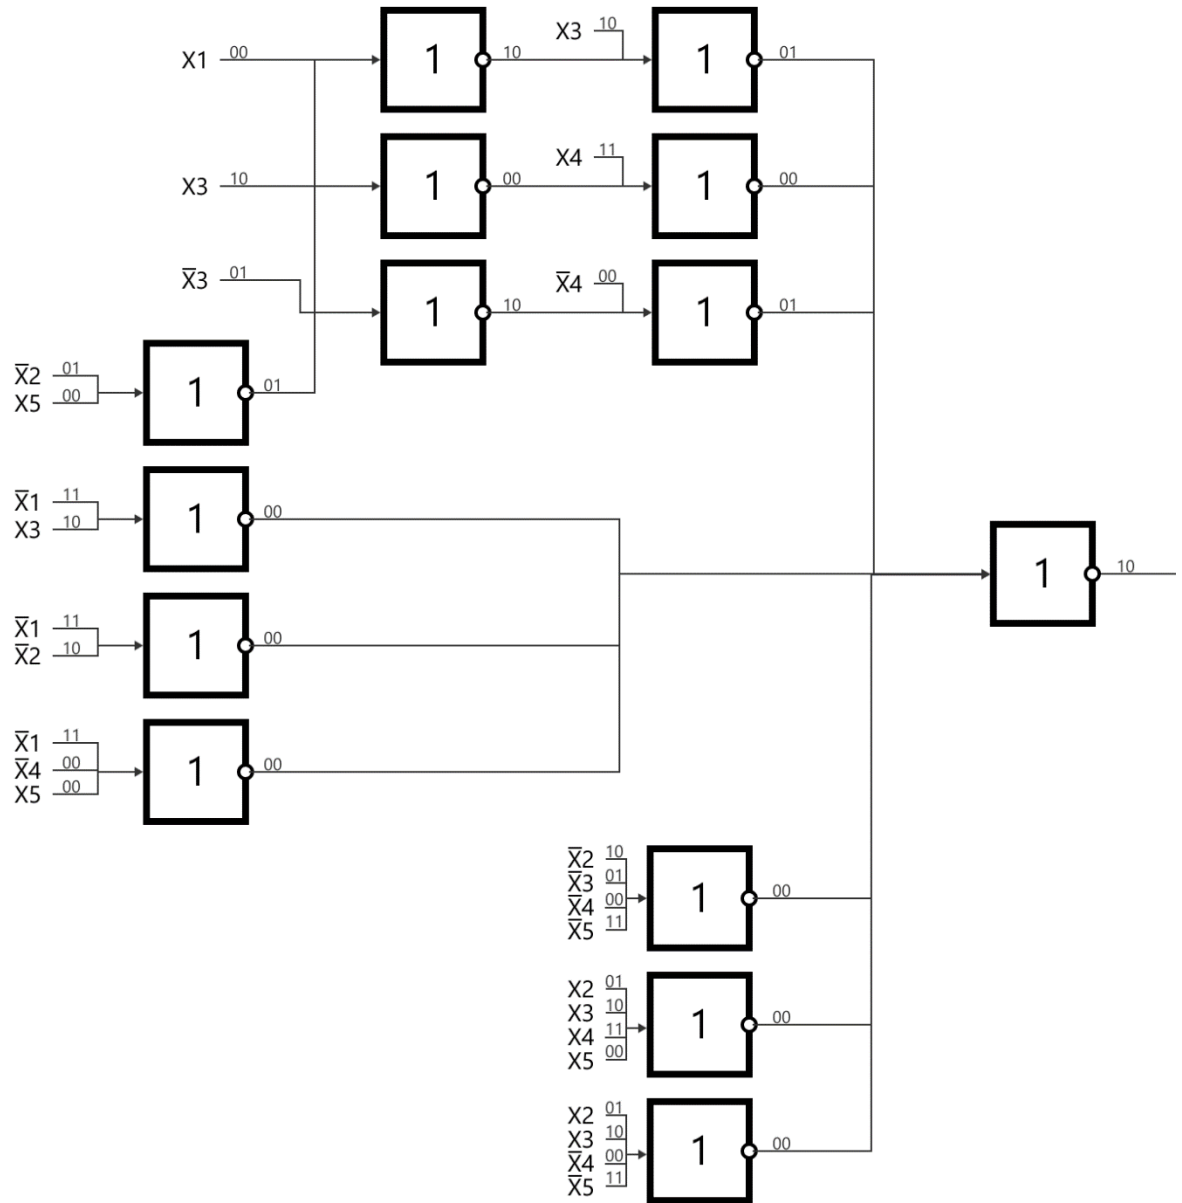 X3 10
X1 00 1 10 1 01
X4 11
X3 10 1 00 1 00
X̅3 01 X̅4 00
1 10 1 01
X̅2 01
X5 00 1 01
X̅1 11
X3 10 1 00
1 10
X̅1 11
X̅2 10 1 00
X̅1 11
X̅4 00 1 00
X5 00
X̅2 10
X̅3 01
X̅4 00 1 00
X̅5 11
X2 01
X3 10
X4 11 1 00
X5 00
X2 01
X3 10
X̅4 00 1 00
X̅5 11